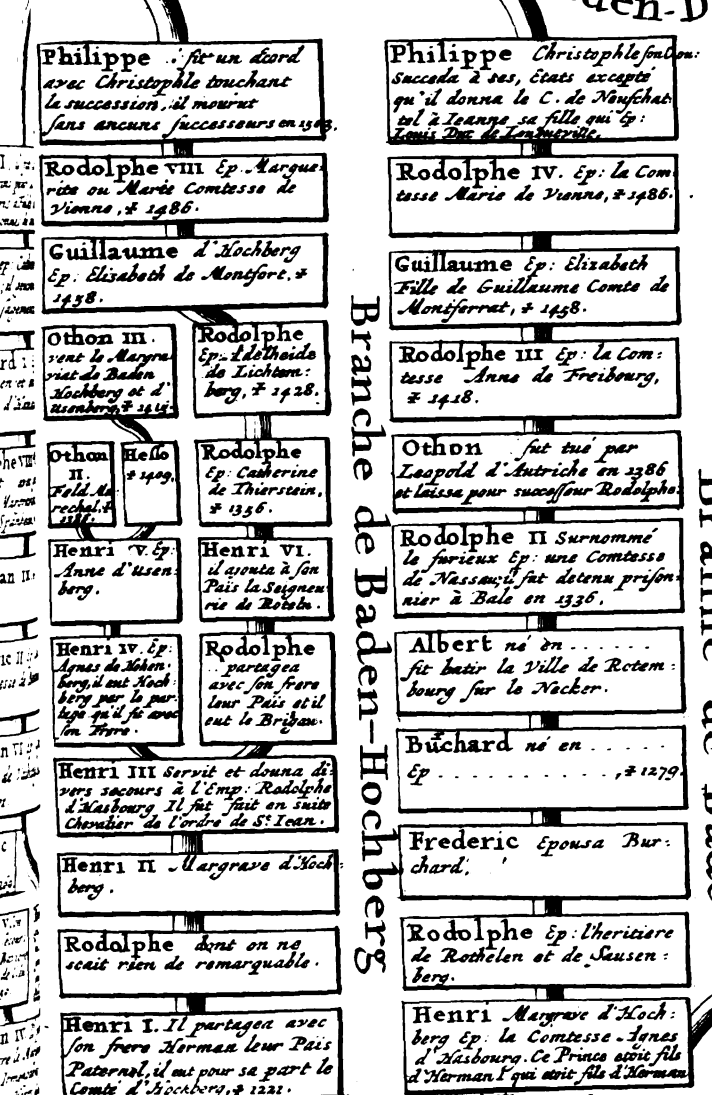 Philippe fit un acord
avec Christophle touchant
la succession, il mourut
sans ancuns successeurs en 1503.
Rodolphe VIII Ep. Margue
rite ou Marie Comtesse de
Vienne, ✝ 1486.
Guillaume d'Hochberg
Ep: Elizabeth de Montfort, ✝
1458.
Othon III.
vent le Margra
viat de Baden
Hochberg et d'
Usenberg, ✝
Rodolphe
Ep: Adelheide
de Lichtem:
berg, ✝ 1428.
Othon
II.
Feld Ma:
rechal, ✝
Hesso
✝ 1409.
Rodolphe
Ep: Catherine
de Thierstein,
✝ 1356.
Henri V. Ep:
Anne d'Usen
berg.
Henri VI.
il ajouta à son
Païs la Seigneu
rie de
Henri IV. Ep:
Agnes de Hohen:
berg, il eut Hoch:
berg par le par:
tage qu'il fit avec
son Frere.
Rodolphe
partagea
avec son frere
leur Païs et il
eut le Brisgau.
Henri III Servit et donna di:
vers secours à l'Emp: Rodolphe
d'Hasbourg Il fut fait en suite
Chevalier de l'ordre de St. Iean.
Henri II Margrave d'Hoch:
berg.
Rodolphe dont on ne
scait rien de remarquable.
Henri I. Il partagea avec
son frere Herman leur Païs
Paternel, il eut pour sa part le
Comté d'Hochberg, ✝ 1221.
Branche de Baden-Hochberg
Philippe Christophle son Cou:
Succeda à ses, Etats excepté
qu'il donna le C. de Neufchat
tel à Ieanne sa fille qui Ep:
Louis Duc de Longueville.
Rodolphe IV. Ep: la Com
tesse Marie de Vienne, ✝ 1486.
Guillaume Ep: Elizabeth
Fille de Guillaume Comte de
Montferrat, ✝ 1458.
Rodolphe III Ep: la Com:
tesse Anne de Freibourg,
✝ 1418.
Othon fut tué par
Leopold d'Autriche en 1386
et laissa pour successeur Rodolphe.
Rodolphe II Surnommé
le furieux Ep: une Comtesse
de Nassau, il fut detenu prison:
nier à Bale en 1336.
Albert né en . . . . . .
fit batir la Ville de Rotem:
bourg sur le Necker.
Buchard né en . . . . .
Ep . . . . . . . . . . . . , ✝ 1279.
Frederic Epousa Bur:
chard.
Rodolphe Ep: l'heritiere
de Rothelen et de Sausen:
berg.
Henri Margrave d'Hoch:
berg Ep: la Comtesse Agnes
d'Hasbourg. Ce Prince etoit fils
d'Herman I qui etoit fils d'Herman